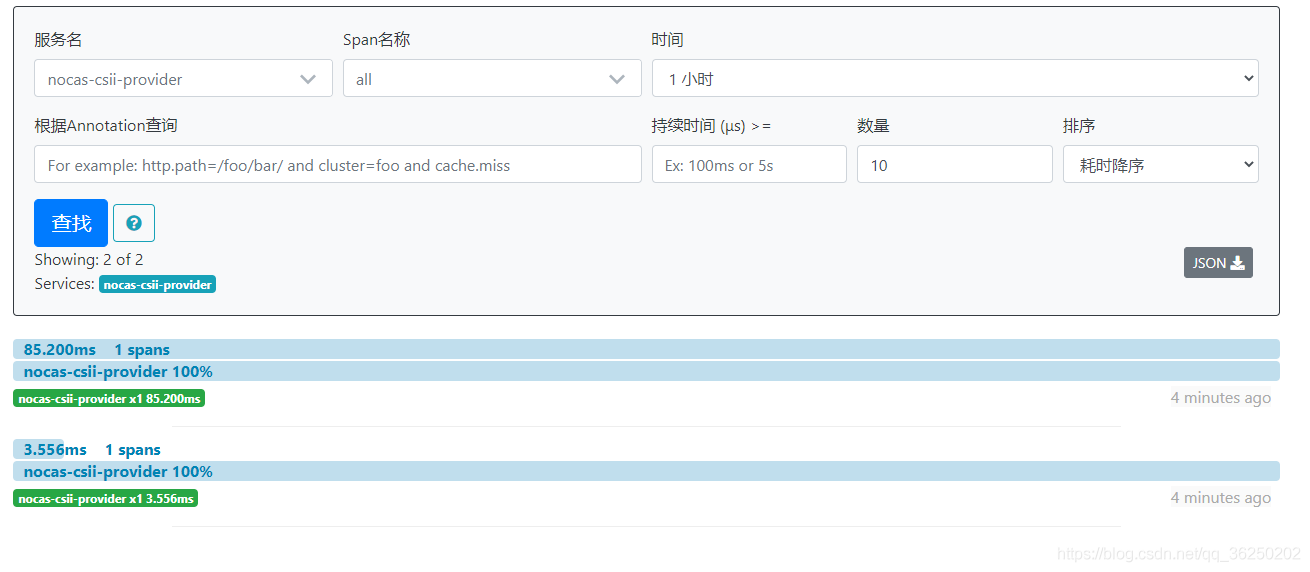 服务名 Span名称 时间
nocas-csii-provider all 1 小时
根据Annotation查询 持续时间 (μs) >= 数量 排序
For example: http.path=/foo/bar/ and cluster=foo and cache.miss Ex: 100ms or 5s 10 耗时降序
查找 ?
Showing: 2 of 2
JSON
Services: nocas-csii-provider
85.200ms 1 spans
nocas-csii-provider 100%
nocas-csii-provider x1 85.200ms 4 minutes ago
3.556ms 1 spans
nocas-csii-provider 100%
nocas-csii-provider x1 3.556ms 4 minutes ago
https://blog.csdn.net/qq_36250202